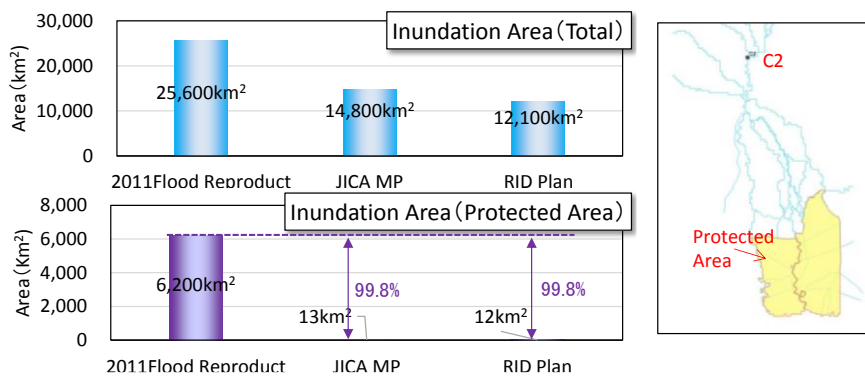 Inundation Area(Total)
Area(km²)
30,000
20,000
10,000
0
25,600km²
14,800km²
12,100km²
2011Flood Reproduct
JICA MP
RID Plan
Inundation Area(Protected Area)
Area(Km²)
8,000
6,000
4,000
2,000
0
6,200km²
99.8%
13km²
99.8%
12km²
2011Flood Reproduct
JICA MP
RID Plan
C2
Protected
Area